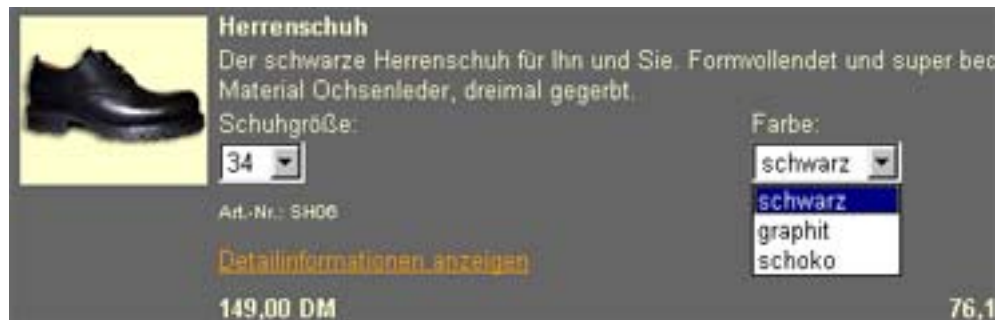 Herrenschuh
Der schwarze Herrenschuh für Ihn und Sie. Formvollendet und super bec
Material Ochsenleder, dreimal gegerbt.
Schuhgröße: Farbe:
34 schwarz
schwarz
Art.-Nr.: SH06
graphit
Detailinformationen anzeigen schoko
149,00 DM 76,1